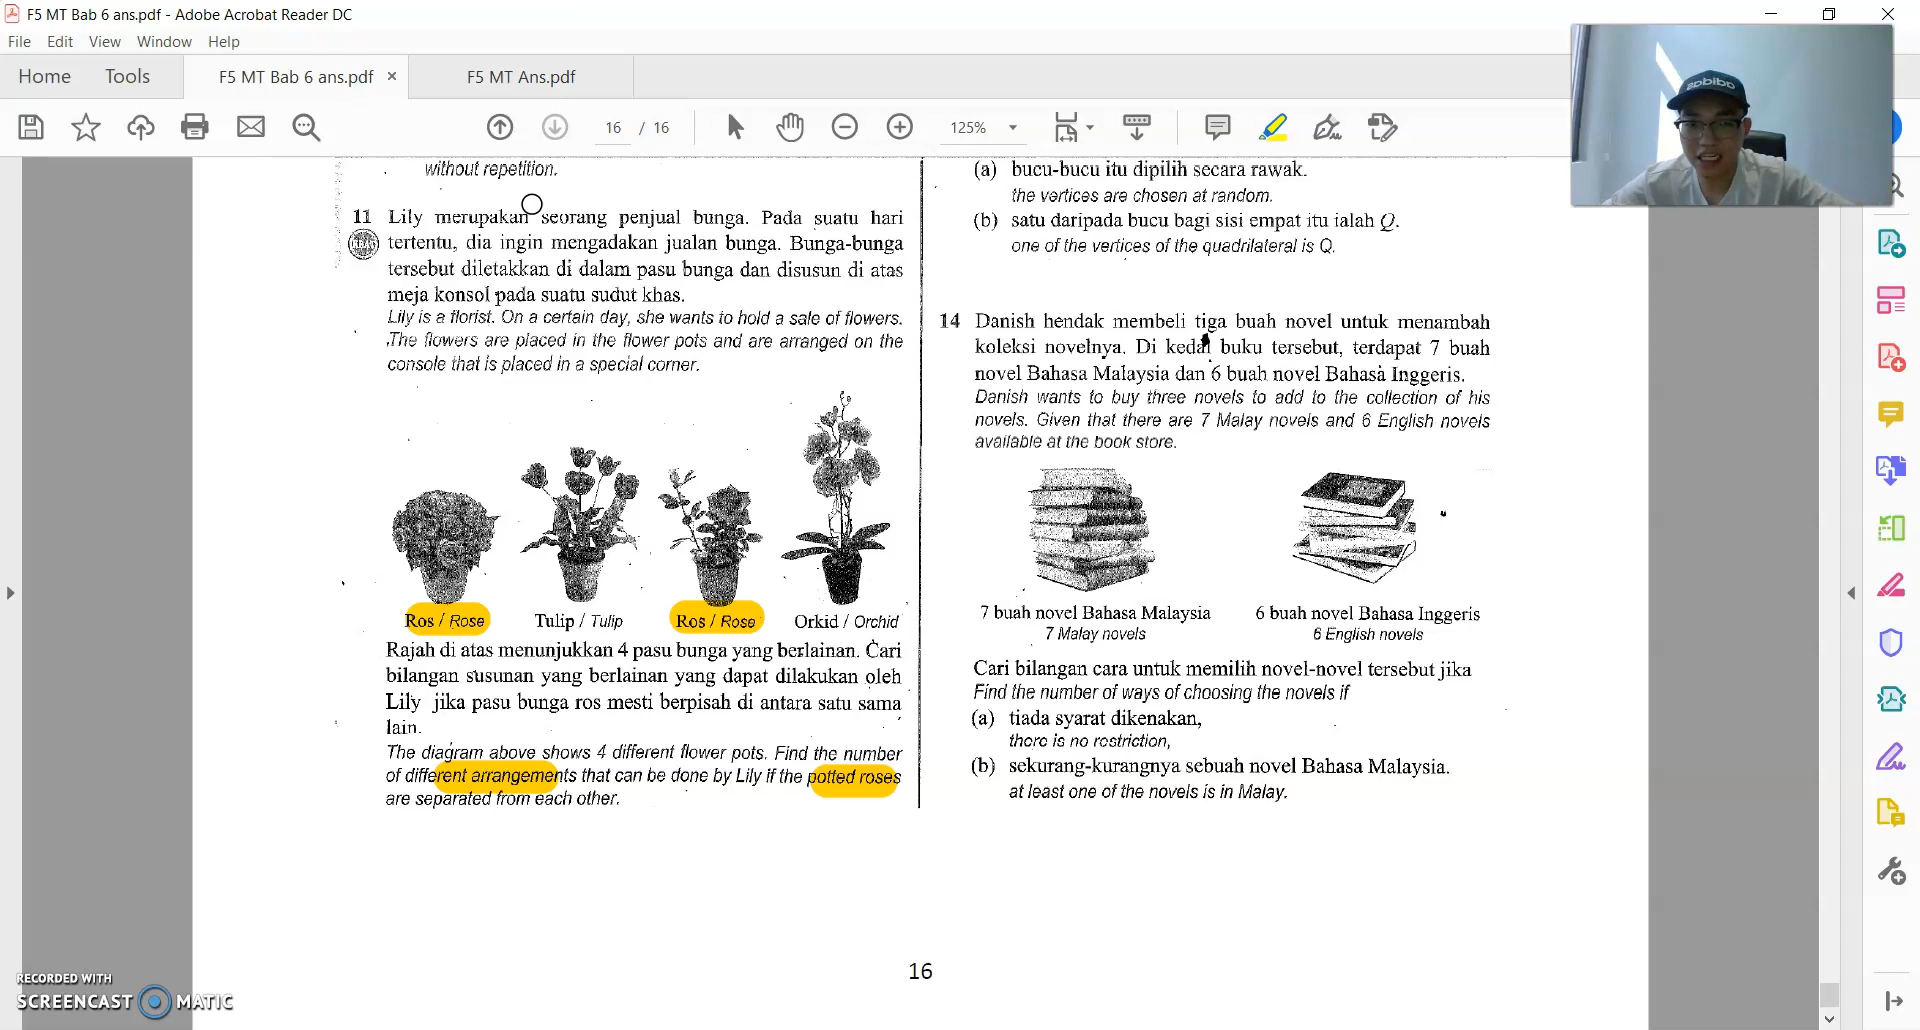 F5 MT Bab 6 ans.pdf - Adobe Acrobat Reader DC
File Edit View Window Help
Home Tools F5 MT Bab 6 ans.pdf × F5 MT Ans.pdf
16 / 16 125%
without repetition.
11 Lily merupakan seorang penjual bunga. Pada suatu hari
tertentu, dia ingin mengadakan jualan bunga. Bunga-bunga
tersebut diletakkan di dalam pasu bunga dan disusun di atas
meja konsol pada suatu sudut khas.
Lily is a florist. On a certain day, she wants to hold a sale of flowers.
The flowers are placed in the flower pots and are arranged on the
console that is placed in a special corner.
Ros / Rose Tulip / Tulip Ros / Rose Orkid / Orchid
Rajah di atas menunjukkan 4 pasu bunga yang berlainan. Cari
bilangan susunan yang berlainan yang dapat dilakukan oleh
Lily jika pasu bunga ros mesti berpisah di antara satu sama
lain.
The diagram above shows 4 different flower pots. Find the number
of different arrangements that can be done by Lily if the potted roses
are separated from each other.
(a) bucu-bucu itu dipilih secara rawak.
the vertices are chosen at random.
(b) satu daripada bucu bagi sisi empat itu ialah Q.
one of the vertices of the quadrilateral is Q.
14 Danish hendak membeli tiga buah novel untuk menambah
koleksi novelnya. Di kedai buku tersebut, terdapat 7 buah
novel Bahasa Malaysia dan 6 buah novel Bahasa Inggeris.
Danish wants to buy three novels to add to the collection of his
novels. Given that there are 7 Malay novels and 6 English novels
available at the book store.
7 buah novel Bahasa Malaysia 6 buah novel Bahasa Inggeris
7 Malay novels 6 English novels
Cari bilangan cara untuk memilih novel-novel tersebut jika
Find the number of ways of choosing the novels if
(a) tiada syarat dikenakan,
there is no restriction,
(b) sekurang-kurangnya sebuah novel Bahasa Malaysia.
at least one of the novels is in Malay.
16
RECORDED WITH
SCREENCAST MATIC